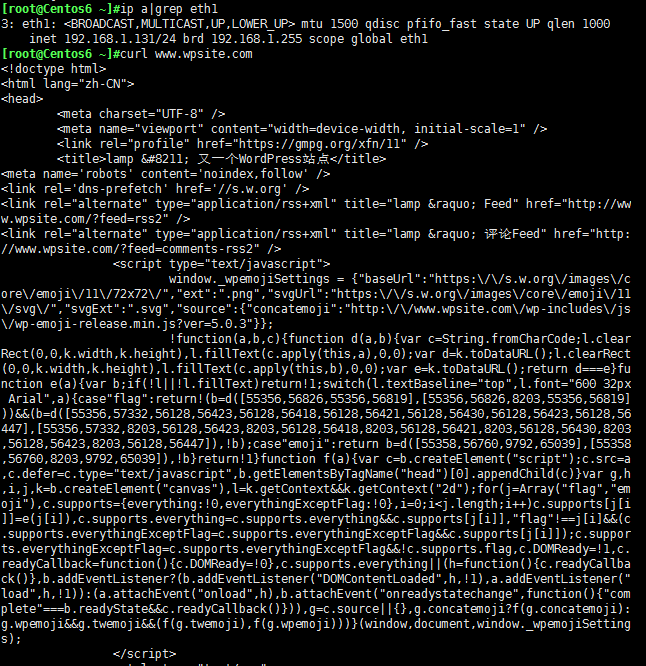 [root@Centos6 ~]#ip a|grep eth1
3: eth1: <BROADCAST,MULTICAST,UP,LOWER_UP> mtu 1500 qdisc pfifo_fast state UP qlen 1000
    inet 192.168.1.131/24 brd 192.168.1.255 scope global eth1
[root@Centos6 ~]#curl www.wpsite.com
<!doctype html>
<html lang="zh-CN">
<head>
        <meta charset="UTF-8" />
        <meta name="viewport" content="width=device-width, initial-scale=1" />
        <link rel="profile" href="https://gmpg.org/xfn/11" />
        <title>lamp &#8211; 又一个WordPress站点</title>
<meta name='robots' content='noindex,follow' />
<link rel='dns-prefetch' href='//s.w.org' />
<link rel="alternate" type="application/rss+xml" title="lamp &raquo; Feed" href="http://ww
w.wpsite.com/?feed=rss2" />
<link rel="alternate" type="application/rss+xml" title="lamp &raquo; 评论Feed" href="http:
//www.wpsite.com/?feed=comments-rss2" />
                <script type="text/javascript">
                        window._wpemojiSettings = {"baseUrl":"https:\/\/s.w.org\/images\/c
ore\/emoji\/11\/72x72\/","ext":".png","svgUrl":"https:\/\/s.w.org\/images\/core\/emoji\/11
\/svg\/","svgExt":".svg","source":{"concatemoji":"http:\/\/www.wpsite.com\/wp-includes\/js
\/wp-emoji-release.min.js?ver=5.0.3"}};
                        !function(a,b,c){function d(a,b){var c=String.fromCharCode;l.clear
Rect(0,0,k.width,k.height),l.fillText(c.apply(this,a),0,0);var d=k.toDataURL();l.clearRect
(0,0,k.width,k.height),l.fillText(c.apply(this,b),0,0);var e=k.toDataURL();return d===e}fu
nction e(a){var b;if(!l||!l.fillText)return!1;switch(l.textBaseline="top",l.font="600 32px
 Arial",a){case"flag":return!(b=d([55356,56826,55356,56819],[55356,56826,8203,55356,56819]
))&&(b=d([55356,57332,56128,56423,56128,56418,56128,56421,56128,56430,56128,56423,56128,56
447],[55356,57332,8203,56128,56423,8203,56128,56418,8203,56128,56421,8203,56128,56430,8203
,56128,56423,8203,56128,56447]),!b);case"emoji":return b=d([55358,56760,9792,65039],[55358
,56760,8203,9792,65039]),!b}return!1}function f(a){var c=b.createElement("script");c.src=a
,c.defer=c.type="text/javascript",b.getElementsByTagName("head")[0].appendChild(c)}var g,h
,i,j,k=b.createElement("canvas"),l=k.getContext&&k.getContext("2d");for(j=Array("flag","em
oji"),c.supports={everything:!0,everythingExceptFlag:!0},i=0;i<j.length;i++)c.supports[j[i
]]=e(j[i]),c.supports.everything=c.supports.everything&&c.supports[j[i]],"flag"!==j[i]&&(c
.supports.everythingExceptFlag=c.supports.everythingExceptFlag&&c.supports[j[i]]);c.suppor
ts.everythingExceptFlag=c.supports.everythingExceptFlag&&!c.supports.flag,c.DOMReady=!1,c.
readyCallback=function(){c.DOMReady=!0},c.supports.everything||(h=function(){c.readyCallba
ck()},b.addEventListener?(b.addEventListener("DOMContentLoaded",h,!1),a.addEventListener("
load",h,!1)):(a.attachEvent("onload",h),b.attachEvent("onreadystatechange",function(){"com
plete"===b.readyState&&c.readyCallback()})),g=c.source||{},g.concatemoji?f(g.concatemoji):
g.wpemoji&&g.twemoji&&(f(g.twemoji),f(g.wpemoji)))}(window,document,window._wpemojiSetting
s);
                </script>